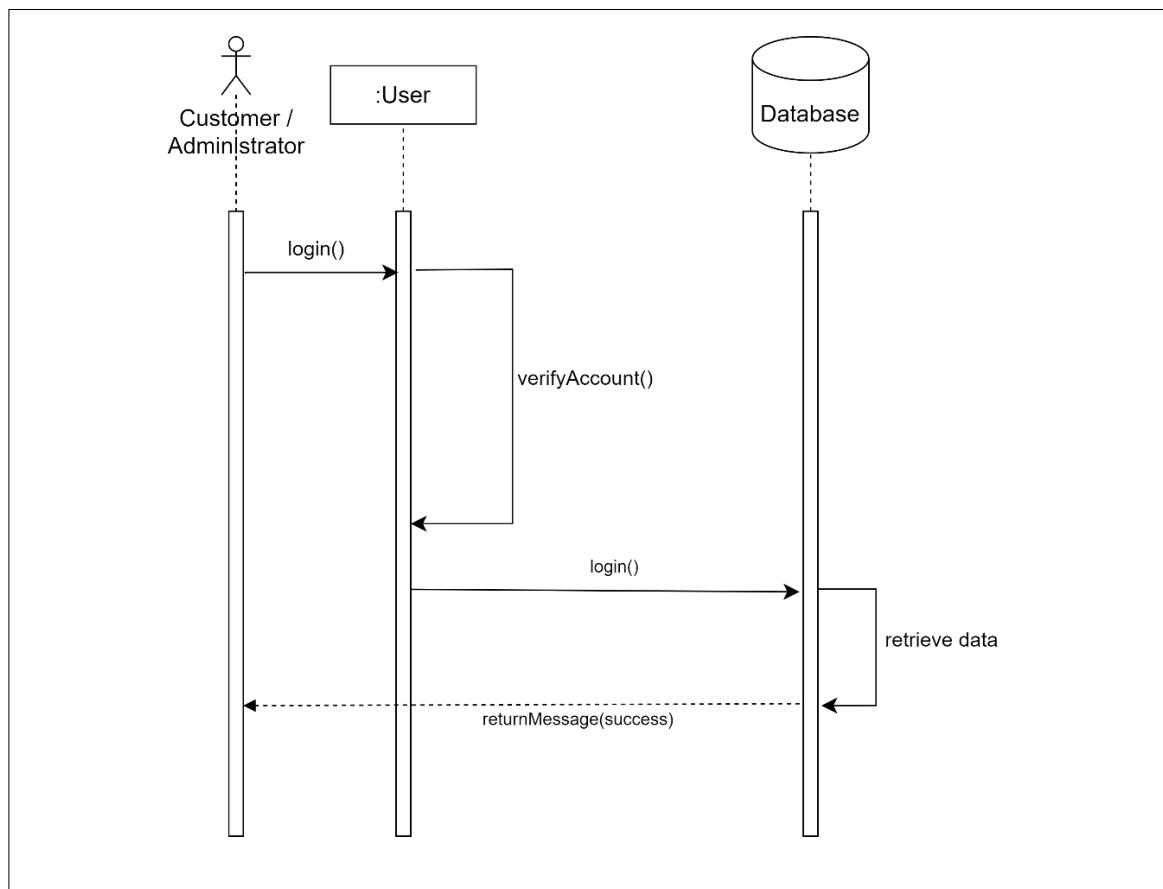 Customer /
Administrator
:User
Database
login()
verifyAccount()
login()
retrieve data
returnMessage(success)